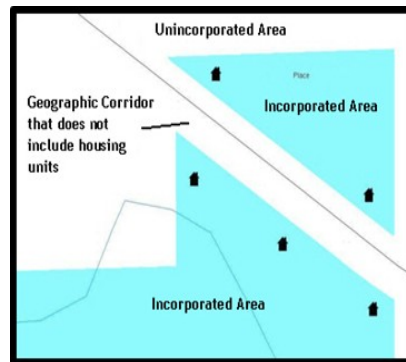 Unincorporated Area
Place
Geographic Corridor
that does not
include housing
units
Incorporated Area
Incorporated Area